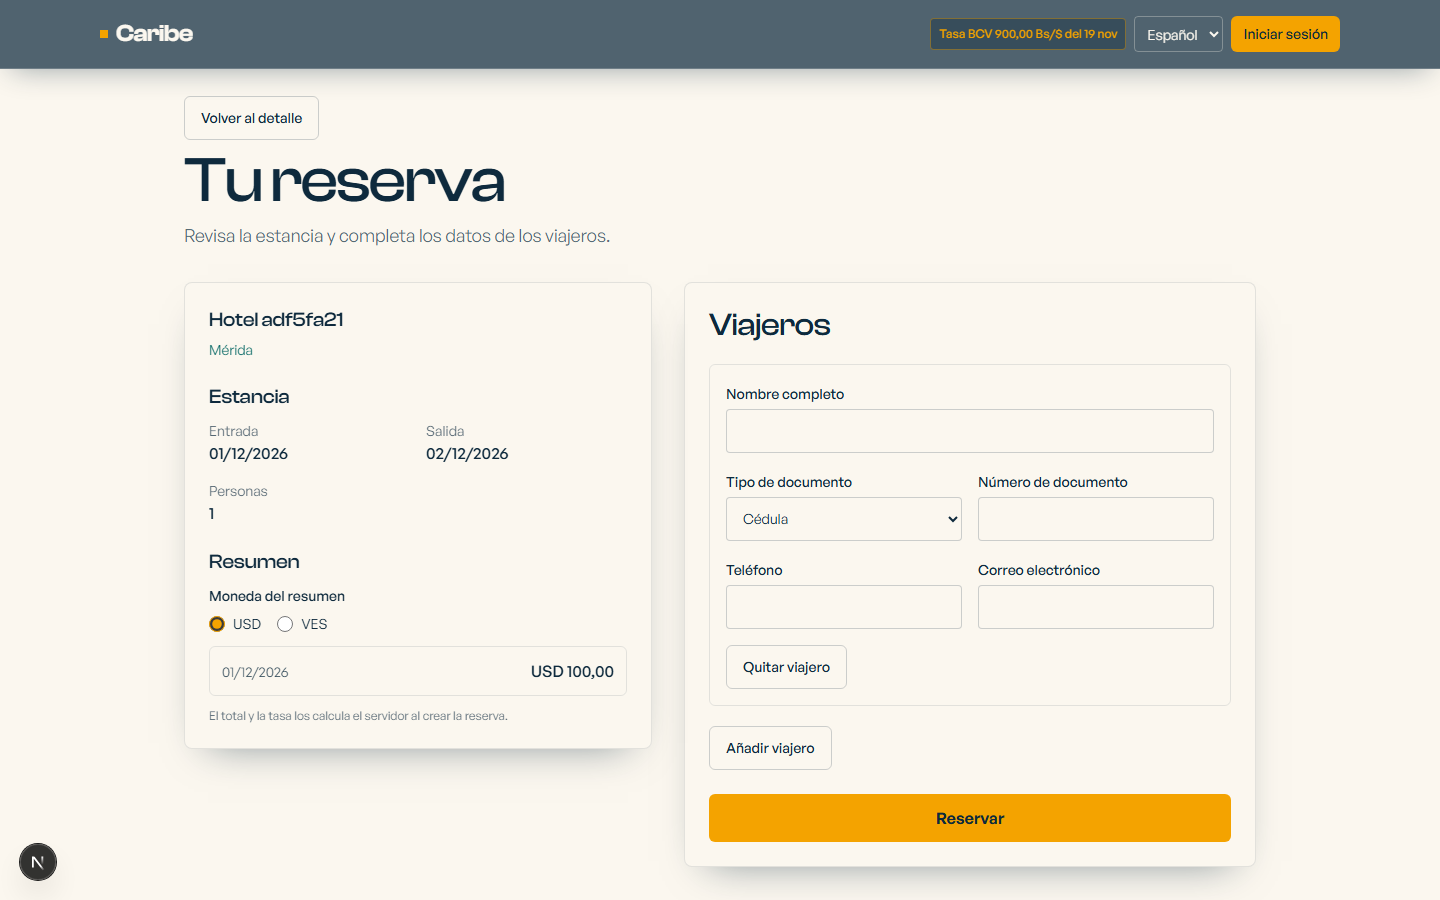 Caribe
Tasa BCV 900,00 Bs/$ del 19 nov
Español
Iniciar sesión
Volver al detalle
Tu reserva
Revisa la estancia y completa los datos de los viajeros.
Hotel adf5fa21
Mérida
Estancia
Entrada
Salida
01/12/2026
02/12/2026
Personas
1
Resumen
Moneda del resumen
USD
VES
01/12/2026
USD 100,00
El total y la tasa los calcula el servidor al crear la reserva.
Viajeros
Nombre completo
Tipo de documento
Número de documento
Cédula
Teléfono
Correo electrónico
Quitar viajero
Añadir viajero
Reservar
N